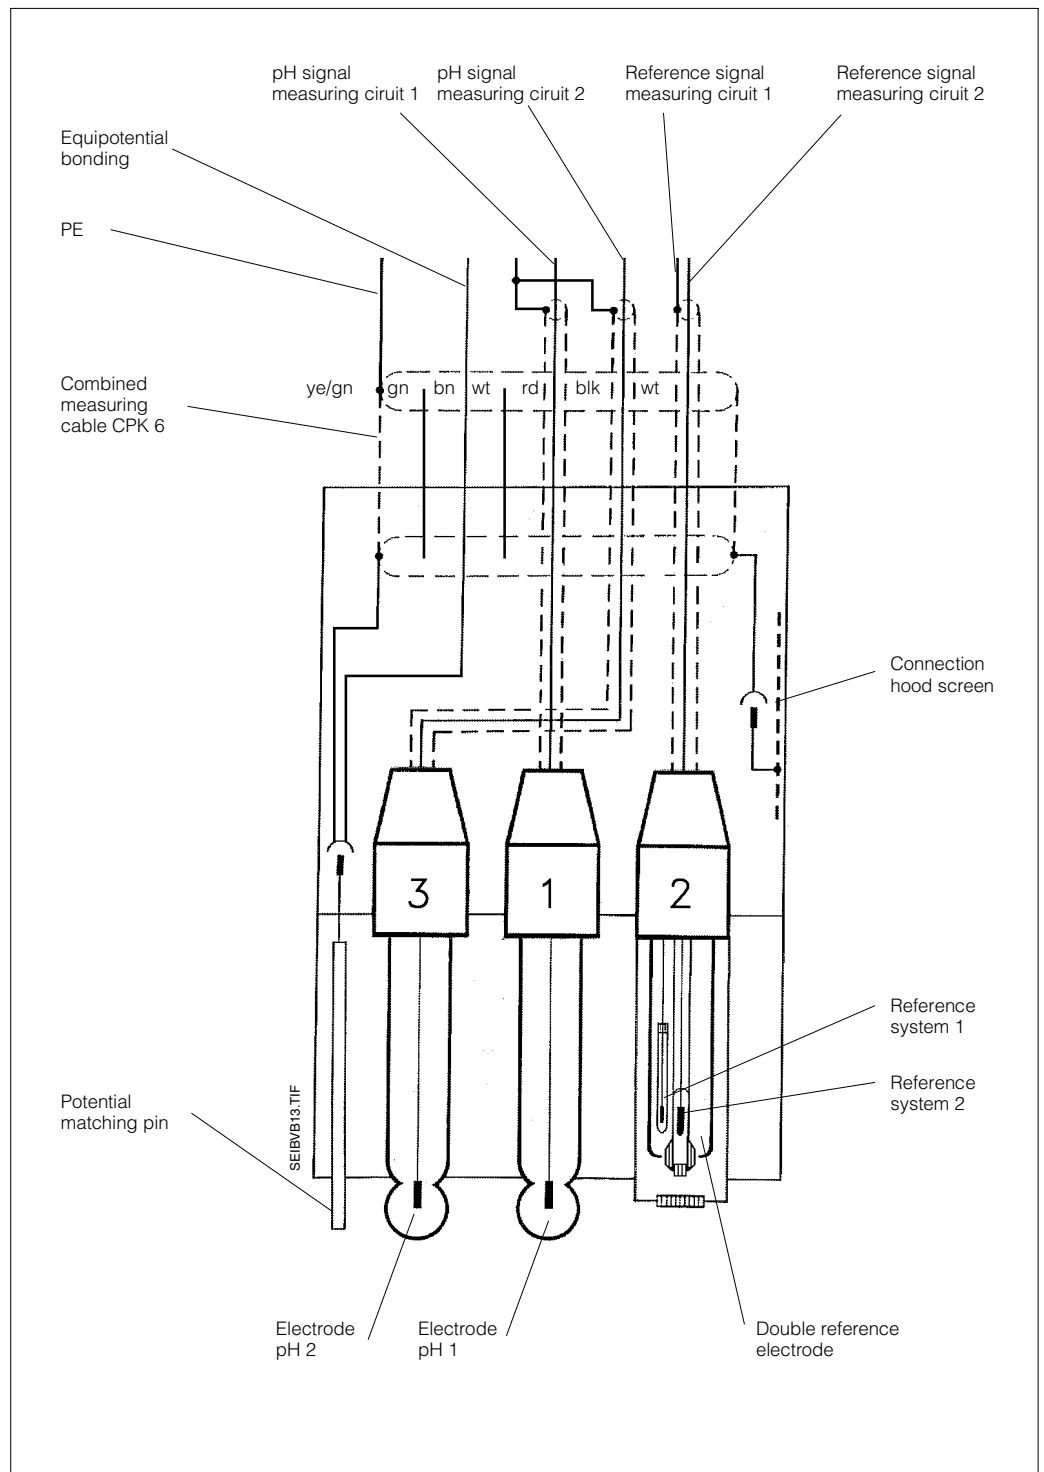 pH signal
measuring ciruit 1
pH signal
measuring ciruit 2
Reference signal
measuring ciruit 1
Reference signal
measuring ciruit 2
Equipotential
bonding
PE
Combined
measuring
cable CPK 6
ye/gn gn bn wt rd blk wt
Connection
hood screen
3 1 2
Reference
system 1
Reference
system 2
Potential
matching pin
SEIBVB13.TIF
Electrode
pH 2
Electrode
pH 1
Double reference
electrode